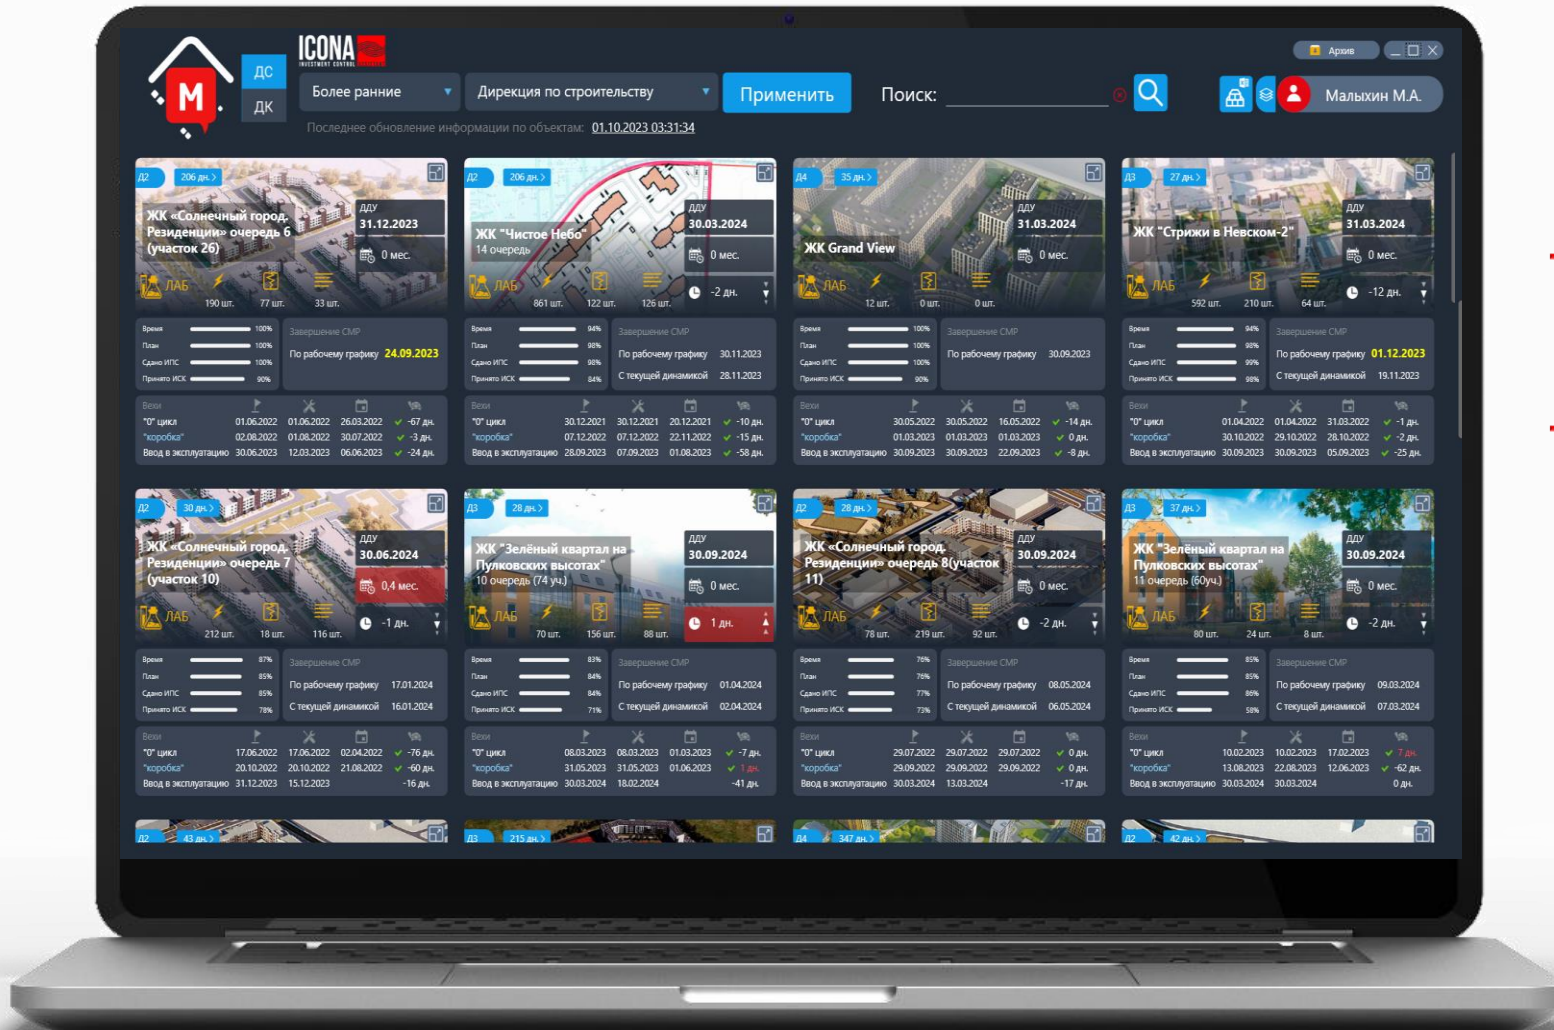 ICONA
INVESTMENT CONTROL
М
ДС
ДК
Более ранние
Дирекция по строительству
Применить
Поиск:
Архив
Малыхин М.А.
Последнее обновление информации по объектам: 01.10.2023 03:31:34
Д2 206 дн. >
ЖК «Солнечный город.
Резиденции» очередь 6
(участок 26)
ДДУ
31.12.2023
0 мес.
ЛАБ
190 шт. 77 шт. 33 шт.
Время 100%
План 100%
Сдано ИПС 100%
Принято ИСК 90%
Завершение СМР
По рабочему графику 24.09.2023
Вехи
"0" цикл 01.06.2022 01.06.2022 26.03.2022 -67 дн.
"коробка" 02.08.2022 01.08.2022 30.07.2022 -3 дн.
Ввод в эксплуатацию 30.06.2023 12.03.2023 06.06.2023 -24 дн.
Д2 206 дн. >
ЖК "Чистое Небо"
14 очередь
ДДУ
30.03.2024
0 мес.
-2 дн.
ЛАБ
861 шт. 122 шт. 126 шт.
Время 94%
План 98%
Сдано ИПС 98%
Принято ИСК 84%
Завершение СМР
По рабочему графику 30.11.2023
С текущей динамикой 28.11.2023
Вехи
"0" цикл 30.12.2021 30.12.2021 20.12.2021 -10 дн.
"коробка" 07.12.2022 07.12.2022 22.11.2022 -15 дн.
Ввод в эксплуатацию 28.09.2023 07.09.2023 01.08.2023 -58 дн.
Д4 35 дн. >
ЖК Grand View
ДДУ
31.03.2024
0 мес.
ЛАБ
12 шт. 0 шт. 0 шт.
Время 100%
План 100%
Сдано ИПС 100%
Принято ИСК 90%
Завершение СМР
По рабочему графику 30.09.2023
Вехи
"0" цикл 30.05.2022 30.05.2022 16.05.2022 -14 дн.
"коробка" 01.03.2023 01.03.2023 01.03.2023 0 дн.
Ввод в эксплуатацию 30.09.2023 30.09.2023 22.09.2023 -8 дн.
Д3 27 дн. >
ЖК "Стрижи в Невском-2"
ДДУ
31.03.2024
0 мес.
-12 дн.
ЛАБ
592 шт. 210 шт. 64 шт.
Время 94%
План 98%
Сдано ИПС 99%
Принято ИСК 98%
Завершение СМР
По рабочему графику 01.12.2023
С текущей динамикой 19.11.2023
Вехи
"0" цикл 01.04.2022 01.04.2022 31.03.2022 -1 дн.
"коробка" 30.10.2022 29.10.2022 28.10.2022 -2 дн.
Ввод в эксплуатацию 30.09.2023 30.09.2023 05.09.2023 -25 дн.
Д2 30 дн. >
ЖК «Солнечный город.
Резиденции» очередь 7
(участок 10)
ДДУ
30.06.2024
0,4 мес.
-1 дн.
ЛАБ
212 шт. 18 шт. 116 шт.
Время 87%
План 85%
Сдано ИПС 85%
Принято ИСК 78%
Завершение СМР
По рабочему графику 17.01.2024
С текущей динамикой 16.01.2024
Вехи
"0" цикл 17.06.2022 17.06.2022 02.04.2022 -76 дн.
"коробка" 20.10.2022 20.10.2022 21.08.2022 -60 дн.
Ввод в эксплуатацию 31.12.2023 15.12.2023 -16 дн.
Д3 28 дн. >
ЖК "Зелёный квартал на
Пулковских высотах"
10 очередь (74 уч.)
ДДУ
30.09.2024
0 мес.
1 дн.
ЛАБ
70 шт. 156 шт. 88 шт.
Время 83%
План 84%
Сдано ИПС 84%
Принято ИСК 71%
Завершение СМР
По рабочему графику 01.04.2024
С текущей динамикой 02.04.2024
Вехи
"0" цикл 08.03.2023 08.03.2023 01.03.2023 -7 дн.
"коробка" 31.05.2023 31.05.2023 01.06.2023 1 дн.
Ввод в эксплуатацию 30.03.2024 18.02.2024 -41 дн.
Д2 28 дн. >
ЖК «Солнечный город.
Резиденции» очередь 8(участок
11)
ДДУ
30.09.2024
0 мес.
-2 дн.
ЛАБ
78 шт. 219 шт. 92 шт.
Время 76%
План 76%
Сдано ИПС 77%
Принято ИСК 73%
Завершение СМР
По рабочему графику 08.05.2024
С текущей динамикой 06.05.2024
Вехи
"0" цикл 29.07.2022 29.07.2022 29.07.2022 0 дн.
"коробка" 29.09.2022 29.09.2022 29.09.2022 0 дн.
Ввод в эксплуатацию 30.03.2024 13.03.2024 -17 дн.
Д3 37 дн. >
ЖК "Зелёный квартал на
Пулковских высотах"
11 очередь (60уч.)
ДДУ
30.09.2024
0 мес.
-2 дн.
ЛАБ
80 шт. 24 шт. 8 шт.
Время 85%
План 85%
Сдано ИПС 86%
Принято ИСК 58%
Завершение СМР
По рабочему графику 09.03.2024
С текущей динамикой 07.03.2024
Вехи
"0" цикл 10.02.2023 10.02.2023 17.02.2023 7 дн.
"коробка" 13.08.2023 22.08.2023 12.06.2023 -62 дн.
Ввод в эксплуатацию 30.03.2024 30.03.2024 0 дн.
Д2 43 дн. >
Д3 215 дн. >
Д4 347 дн. >
Д2 42 дн. >